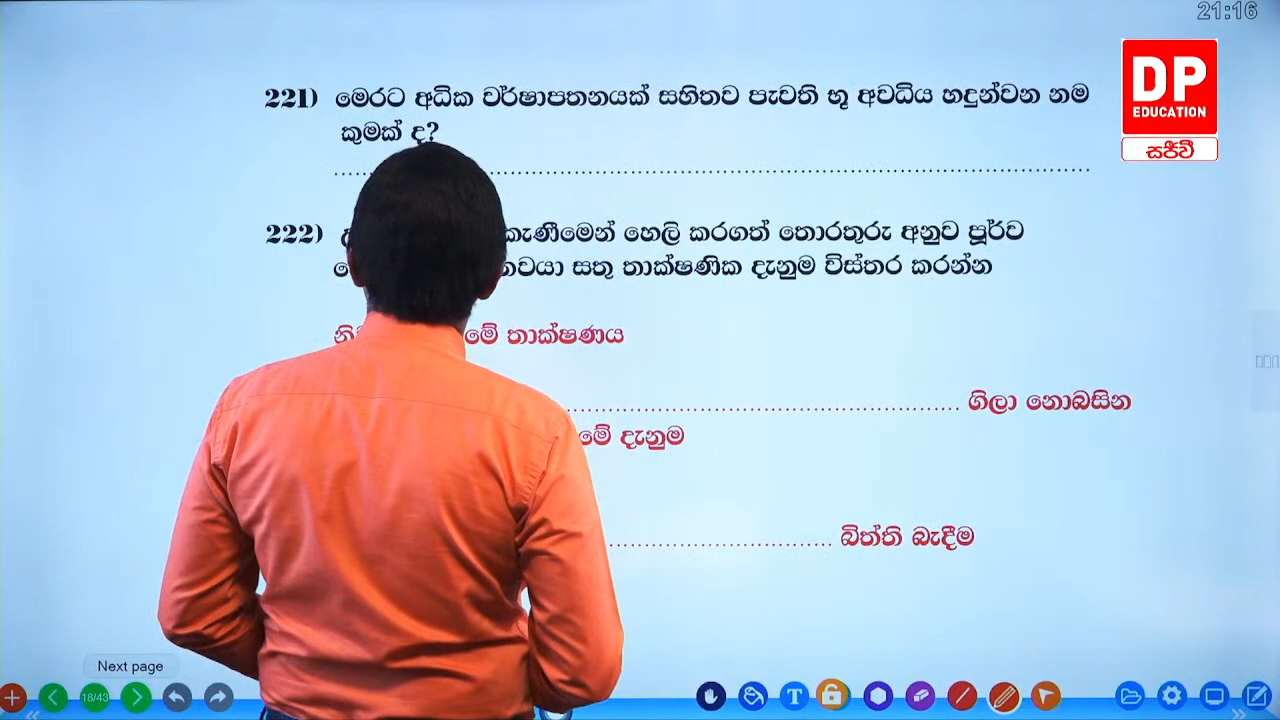 21:16
DP
EDUCATION
සජීවී
221) මෙරට අධික වර්ෂාපතනයක් සහිතව පැවති භූ අවධිය හඳුන්වන නම
කුමක් ද?
222) කැණීමෙන් හෙලි කරගත් තොරතුරු අනුව පූර්ව
සතු තාක්ෂණික දැනුම විස්තර කරන්න
තාක්ෂණය
ගිලා නොබසින
දැනුම
බිත්ති බැදීම
Next page
18/43